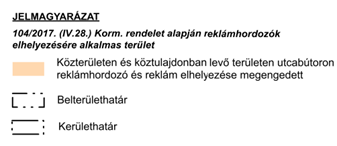 JELMAGYARÁZAT
104/2017. (IV.28.) Korm. rendelet alapján reklámhordozók
elhelyezésére alkalmas terület
Közterületen és köztulajdonban levő területen utcabútoron
reklámhordozó és reklám elhelyezése megengedett
Belterülethatár
Kerülethatár